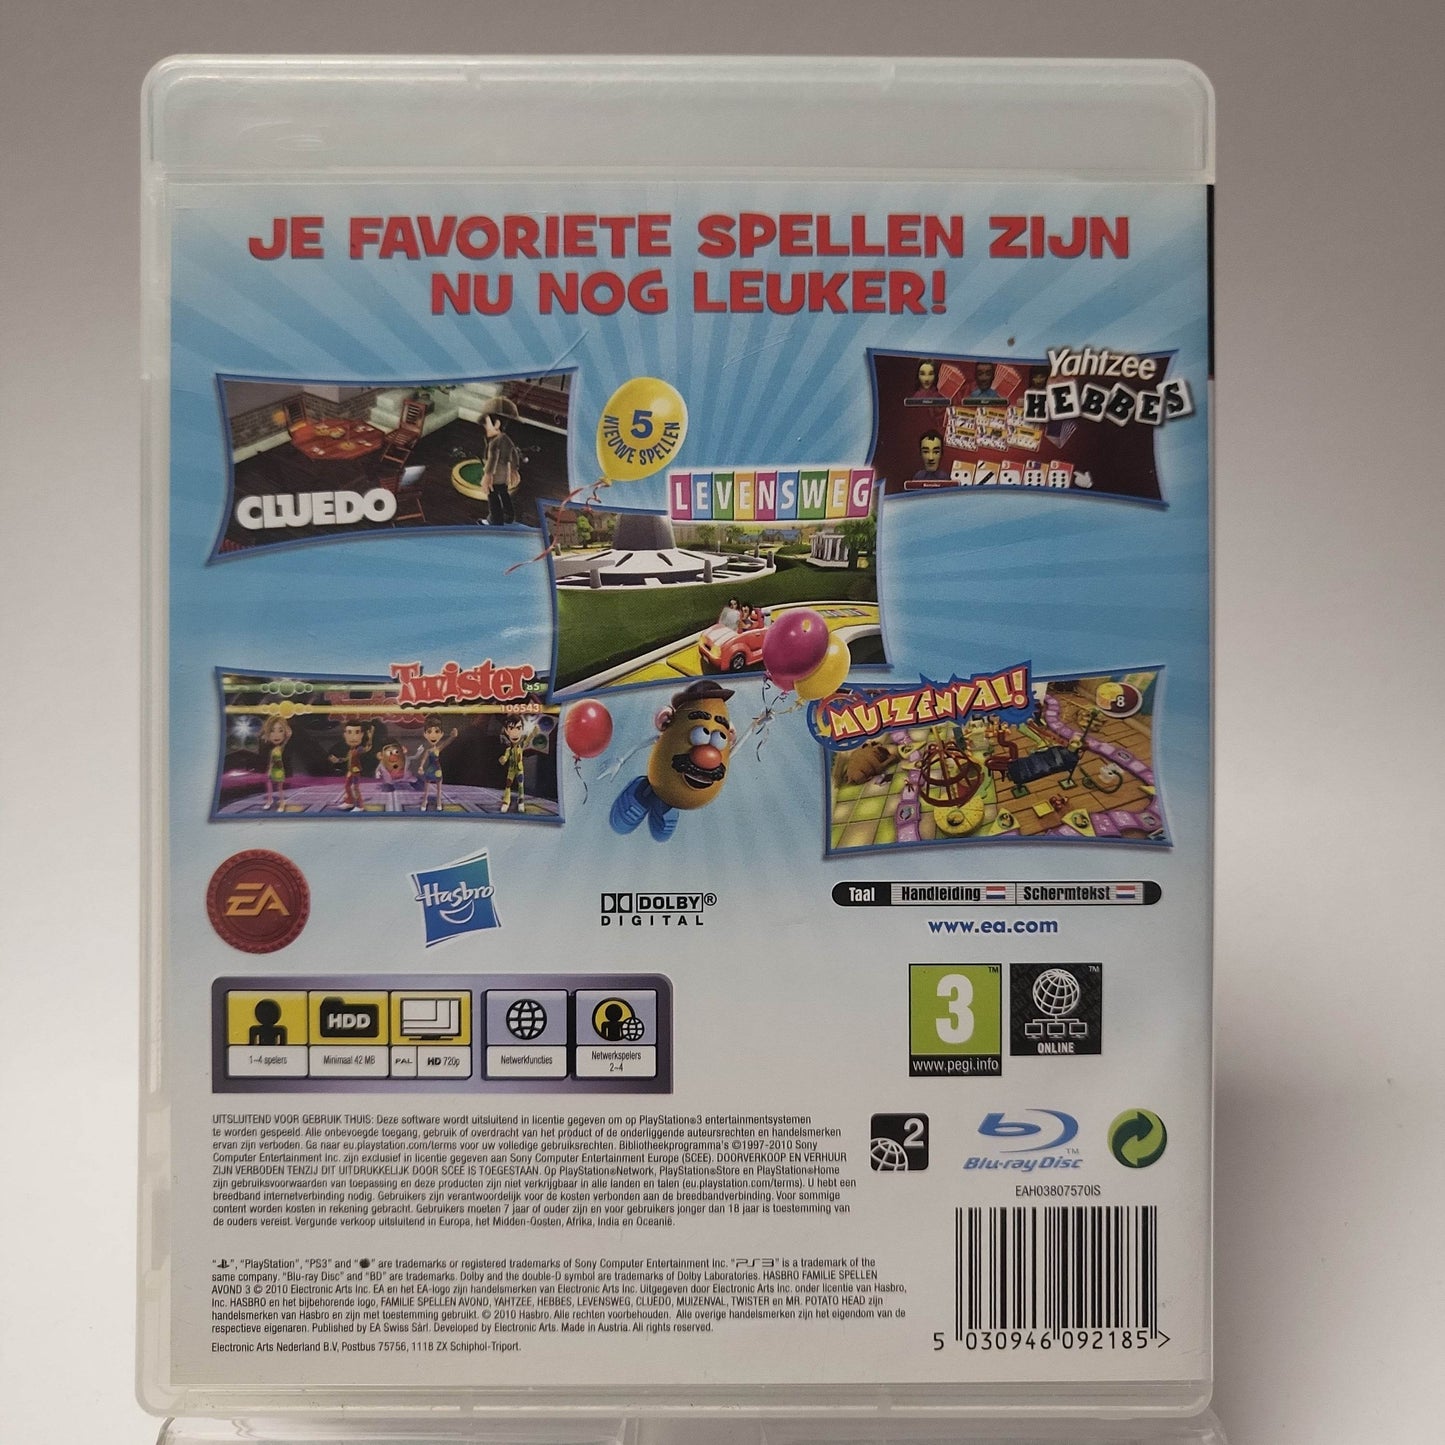 JE FAVORIETE SPELLEN ZIJN
NU NOG LEUKER!
CLUEDO
5
NIEUWE SPELLEN
Yahtzee
HEBBES
LEVENSWEG
Twister
85
106543
MUIZENVAL!
8
EA
Hasbro
DOLBY®
DIGITAL
Taal Handleiding Schermtekst
www.ea.com
1-4 spelers
HDD
Minimaal 42 MB
PAL HD 720p
Netwerkfuncties
Netwerkspelers
2-4
3 ™
www.pegi.info
™
ONLINE
UITSLUITEND VOOR GEBRUIK THUIS: Deze software wordt uitsluitend in licentie gegeven om op PlayStation®3 entertainmentsystemen
te worden gespeeld. Alle onbevoegde toegang, gebruik of overdracht van het product of de onderliggende auteursrechten en handelsmerken
ervan zijn verboden. Ga naar eu.playstation.com/terms voor uw volledige gebruiksrechten. Bibliotheekprogramma's ©1997-2010 Sony
Computer Entertainment Inc. zijn exclusief in licentie gegeven aan Sony Computer Entertainment Europe (SCEE). DOORVERKOOP EN VERHUUR
ZIJN VERBODEN TENZIJ DIT UITDRUKKELIJK DOOR SCEE IS TOEGESTAAN. Op PlayStation®Network, PlayStation®Store en PlayStation®Home
zijn gebruiksvoorwaarden van toepassing en deze producten zijn niet verkrijgbaar in alle landen en talen (eu.playstation.com/terms). U hebt een
breedband internetverbinding nodig. Gebruikers zijn verantwoordelijk voor de kosten verbonden aan de breedbandverbinding. Voor sommige
content worden kosten in rekening gebracht. Gebruikers moeten 7 jaar of ouder zijn en voor gebruikers jonger dan 18 jaar is toestemming van
de ouders vereist. Vergunde verkoop uitsluitend in Europa, het Midden-Oosten, Afrika, India en Oceanië.
2
Blu-ray Disc ™
EAH03807570IS
"", "PlayStation", "PS3" and "" are trademarks or registered trademarks of Sony Computer Entertainment Inc. "PS3" is a trademark of the
same company. "Blu-ray Disc" and "BD" are trademarks. Dolby and the double-D symbol are trademarks of Dolby Laboratories. HASBRO FAMILIE SPELLEN
AVOND 3 © 2010 Electronic Arts Inc. EA en het EA-logo zijn handelsmerken van Electronic Arts Inc. Uitgegeven door Electronic Arts Inc. onder licentie van Hasbro,
Inc. HASBRO en het bijbehorende logo, FAMILIE SPELLEN AVOND, YAHTZEE, HEBBES, LEVENSWEG, CLUEDO, MUIZENVAL, TWISTER en MR. POTATO HEAD zijn
handelsmerken van Hasbro en zijn met toestemming gebruikt. © 2010 Hasbro. Alle rechten voorbehouden. Alle overige handelsmerken zijn het eigendom van de
respectieve eigenaren. Published by EA Swiss Sàrl. Developed by Electronic Arts. Made in Austria. All rights reserved.
Electronic Arts Nederland B.V, Postbus 75756, 1118 ZX Schiphol-Triport.
5 030946 092185 >